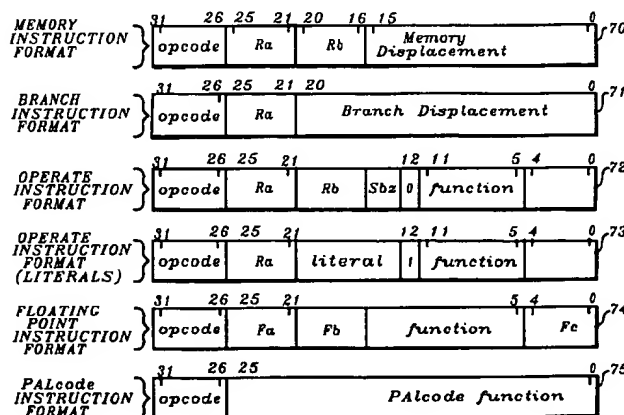 MEMORY INSTRUCTION FORMAT
31 26 25 21 20 16 15 0
opcode Ra Rb Memory Displacement
70
BRANCH INSTRUCTION FORMAT
31 26 25 21 20 0
opcode Ra Branch Displacement
71
OPERATE INSTRUCTION FORMAT
31 26 25 21 12 11 5 4 0
opcode Ra Rb Sbz 0 function
72
OPERATE INSTRUCTION FORMAT (LITERALS)
31 26 25 21 12 11 5 4 0
opcode Ra literal 1 function
73
FLOATING POINT INSTRUCTION FORMAT
31 26 25 21 5 4 0
opcode Fa Fb function Fc
74
PALcode INSTRUCTION FORMAT
31 26 25 0
opcode PAlcode function
75